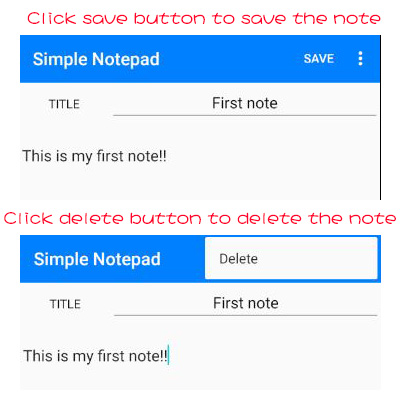 Click save button to save the note
Simple Notepad SAVE
TITLE First note
This is my first note!!
Click delete button to delete the note
Simple Notepad Delete
TITLE First note
This is my first note!!